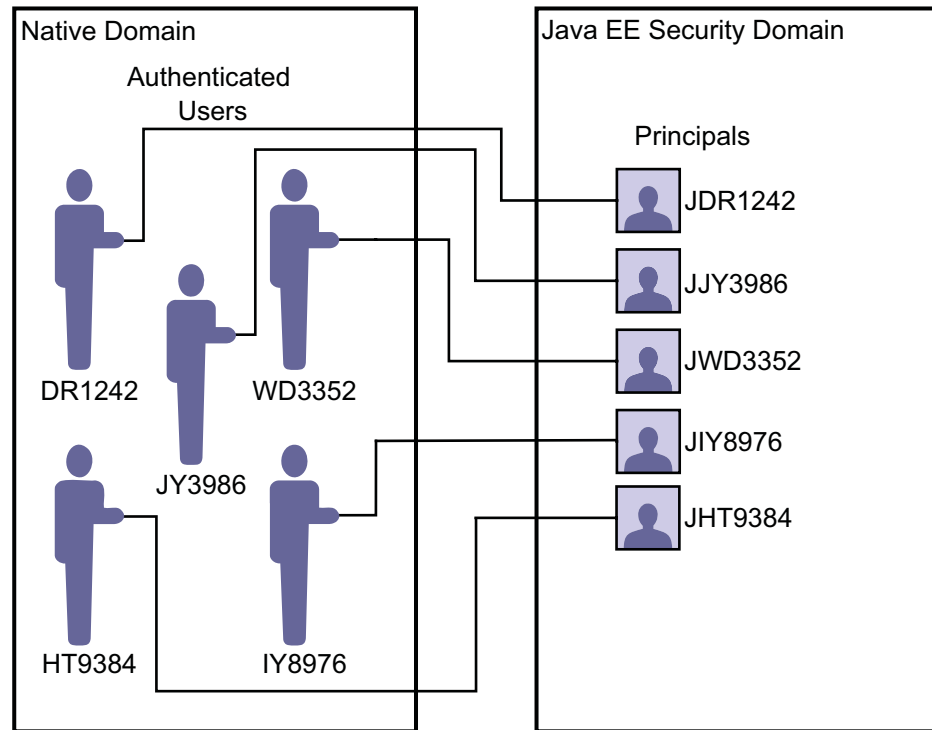 Native Domain
Authenticated
Users
DR1242
WD3352
JY3986
HT9384
IY8976
Java EE Security Domain
Principals
JDR1242
JJY3986
JWD3352
JIY8976
JHT9384